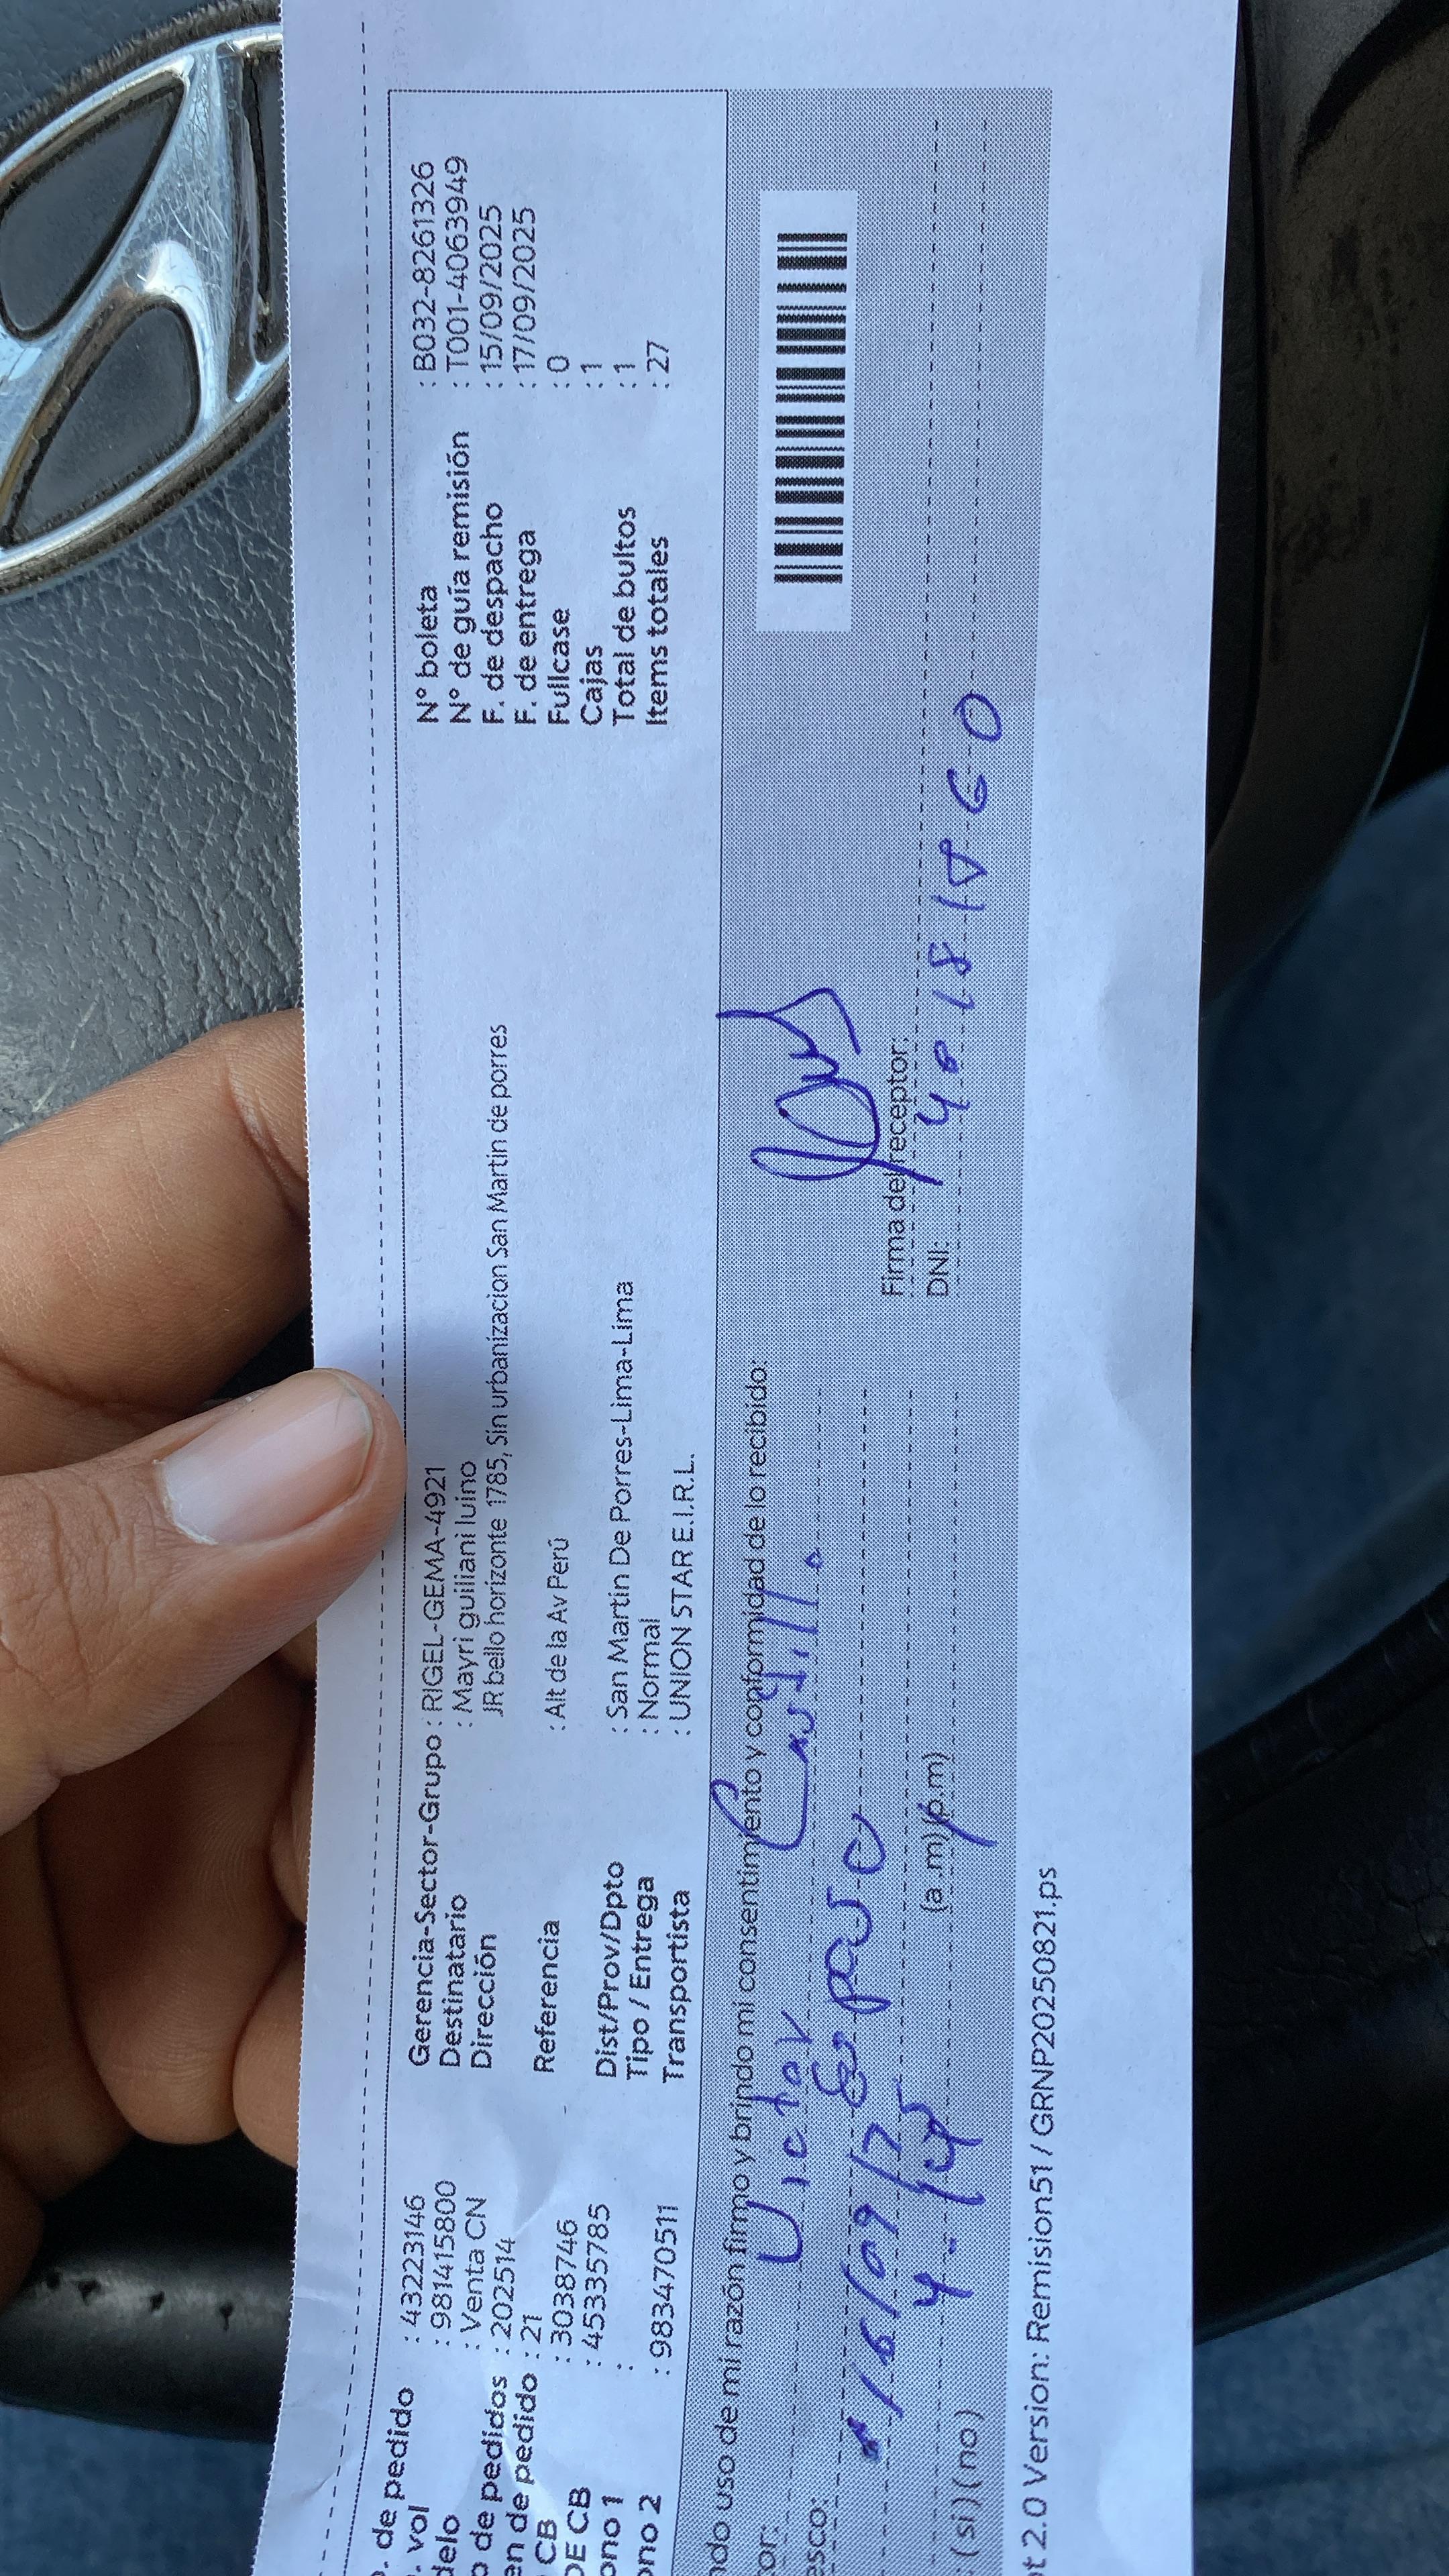 . de pedido : 43223146
. vol : 981415800
delo : Venta CN
o de pedidos : 202514
en de pedido : 21
CB : 3038746
DE CB : 45335785
ono 1 :
ono 2 : 983470511
Gerencia-Sector-Grupo : RIGEL-GEMA-4921
Destinatario : Mayri guiliani luino
Dirección JR bello horizonte 1785, Sin urbanizacion San Martin de porres
Referencia : Alt de la Av Perú
Dist/Prov/Dpto : San Martin De Porres-Lima-Lima
Tipo / Entrega : Normal
Transportista : UNION STAR E.I.R.L.
N° boleta : B032-8261326
N° de guía remisión : T001-4063949
F. de despacho : 15/09/2025
F. de entrega : 17/09/2025
Fullcase : 0
Cajas : 1
Total de bultos : 1
Items totales : 27
ndo uso de mi razón firmo y brindo mi consentimiento y conformidad de lo recibido:
tor: Victor Castillo
esco: Esposo
16/09/
4-
(a.m) (p.m)
: (si) (no)
Firma del receptor:
DNI:
t 2.0 Version: Remision51 / GRNP20250821.ps